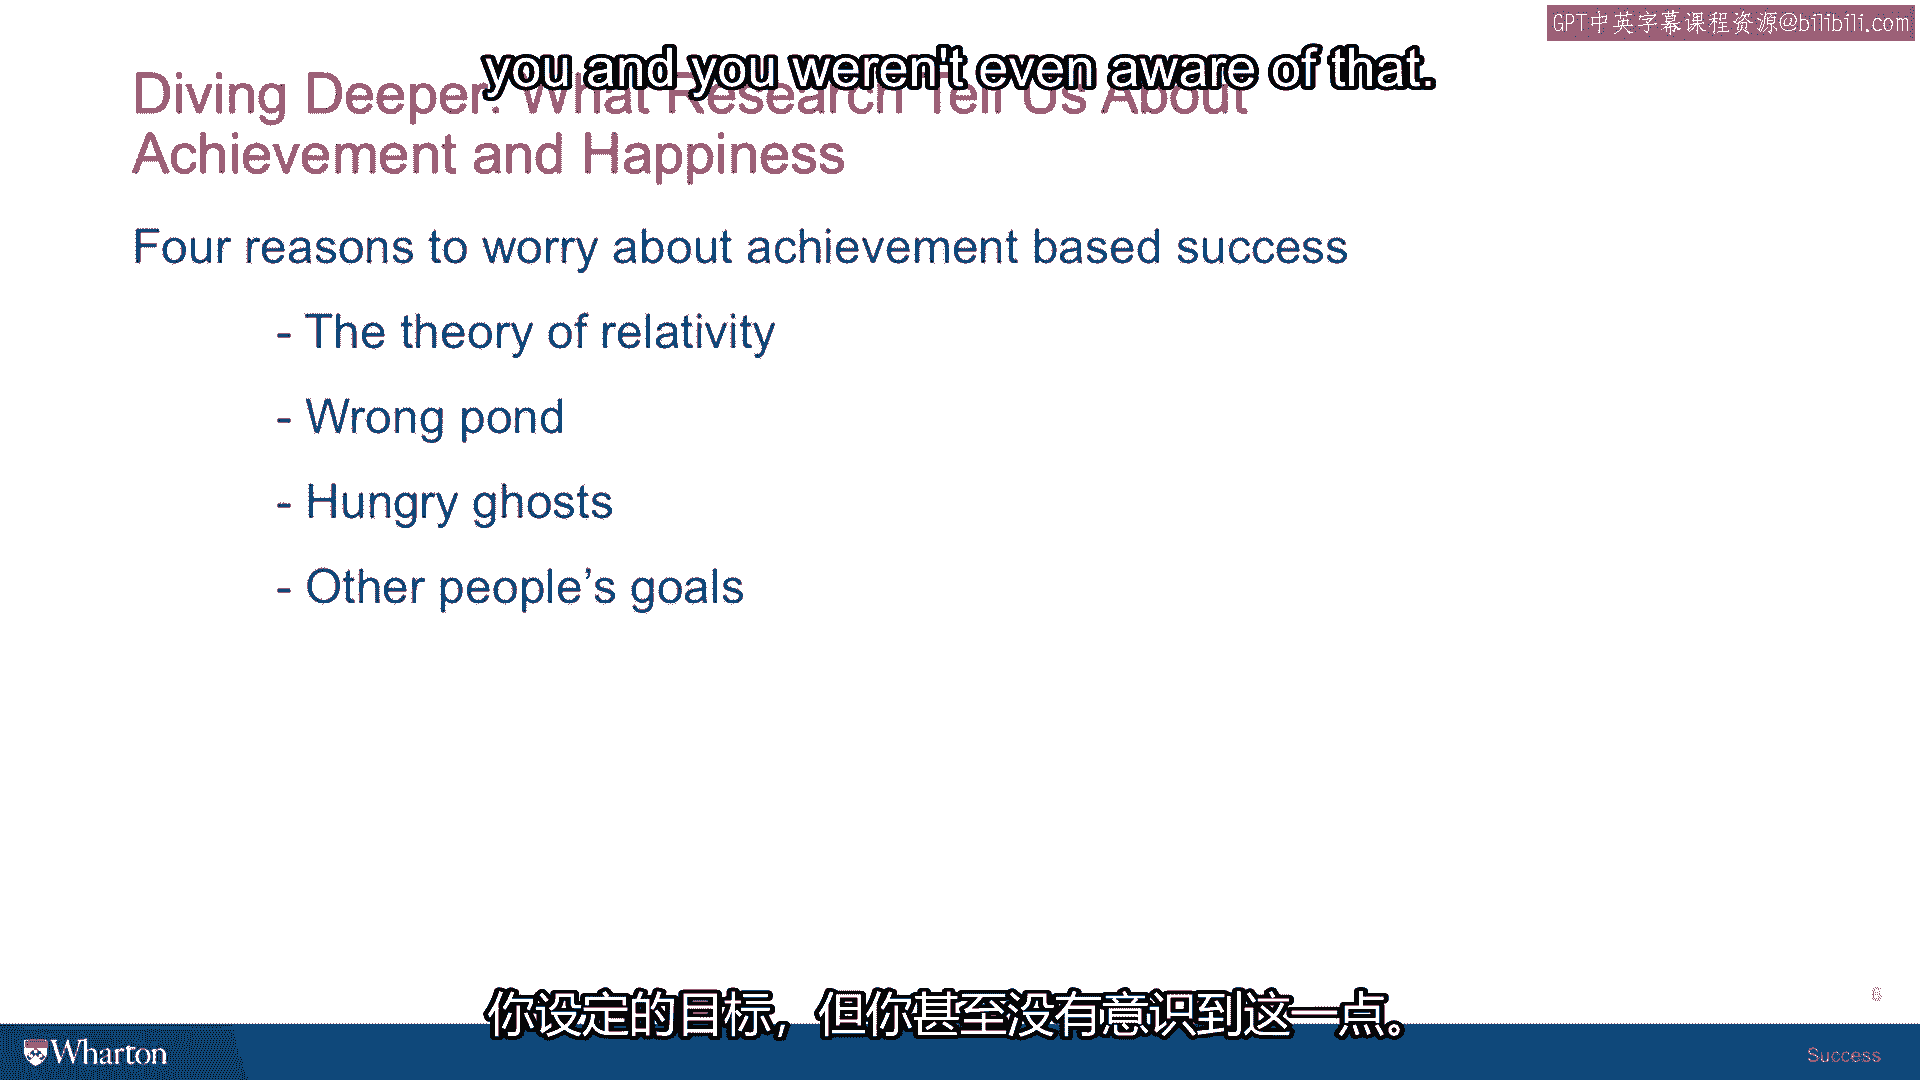 GPT中英字幕课程资源@bilibili.com
you and you weren't even aware of that.
Diving Deeper: What Research Tell Us About
Achievement and Happiness
Four reasons to worry about achievement based success
- The theory of relativity
- Wrong pond
- Hungry ghosts
- Other people’s goals
6
你设定的目标，但你甚至没有意识到这一点。
Wharton
Success